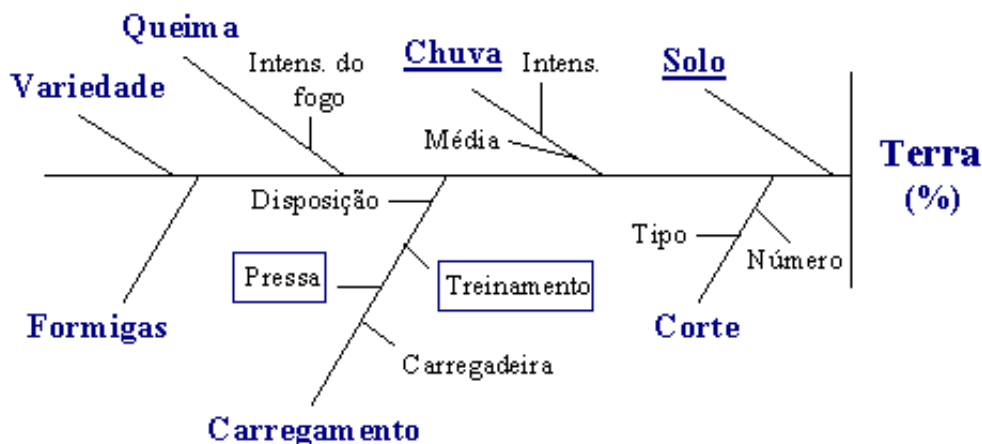 Queima
Chuva
Intens.
Solo
Intens. do
fogo
Variedade
Média
Terra
(%)
Disposição
Tipo
Número
Pressa
Treinamento
Formigas
Corte
Carregadeira
Carregamento